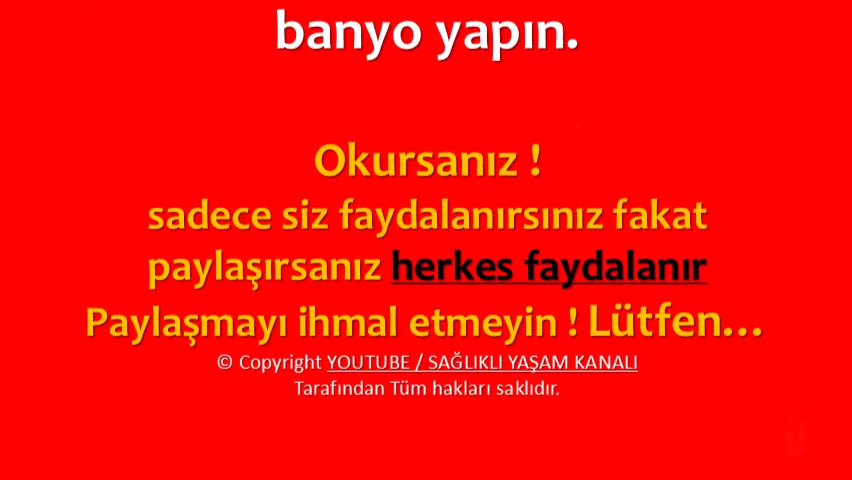 banyo yapın.
Okursanız !
sadece siz faydalanırsınız fakat
paylaşırsanız herkes faydalanır
Paylaşmayı ihmal etmeyin ! Lütfen...
© Copyright YOUTUBE / SAĞLIKLI YAŞAM KANALI
Tarafından Tüm hakları saklıdır.